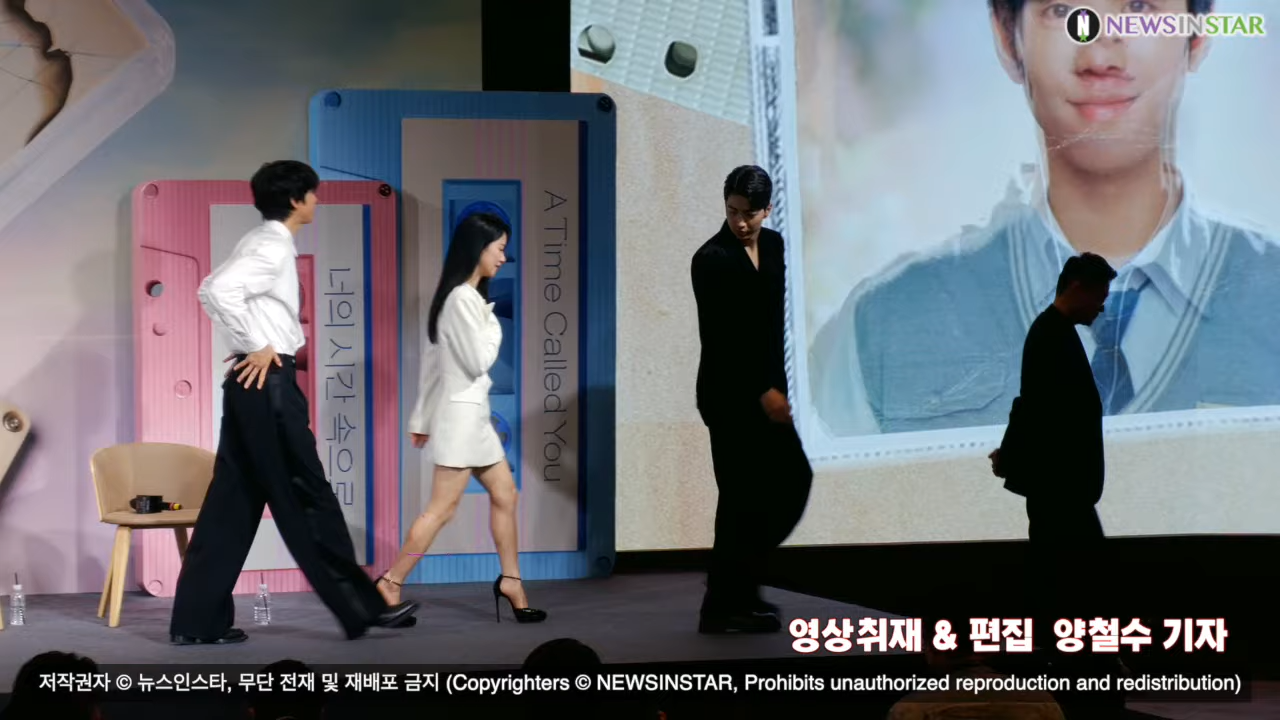 NEWSINSTAR
너의 시간 속으로
A Time Called You
영상취재 & 편집 양철수 기자
저작권자 © 뉴스인스타, 무단 전재 및 재배포 금지 (Copyrighters © NEWSINSTAR, Prohibits unauthorized reproduction and redistribution)